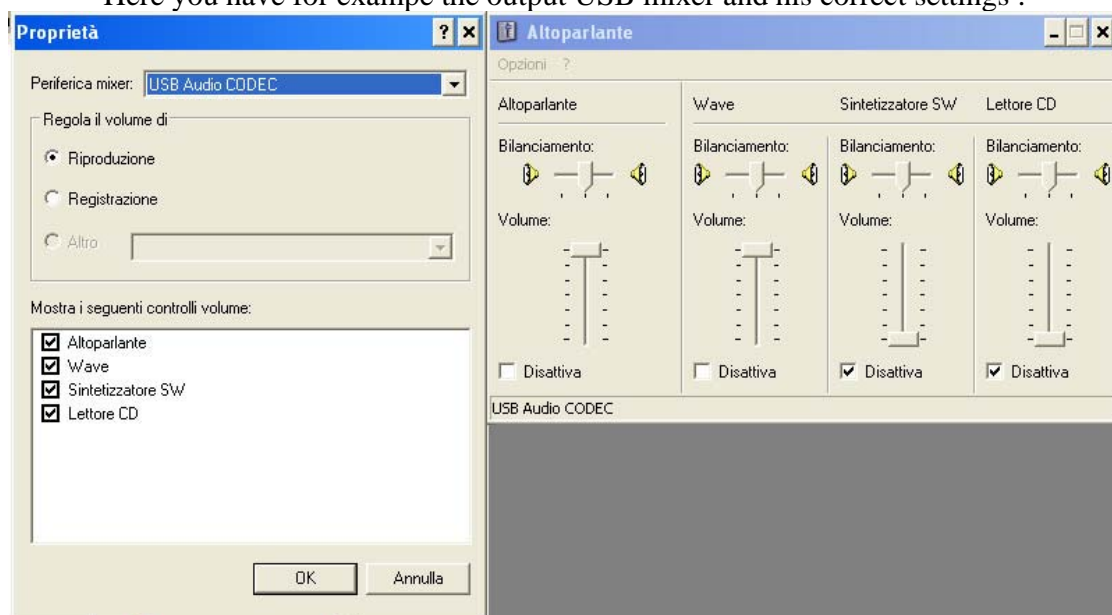 Here you have for exampe the output USB mixer and his correct settings :
Proprietà
Periferica mixer: USB Audio CODEC
Regola il volume di
Riproduzione
Registrazione
Altro
Mostra i seguenti controlli volume:
Altoparlante
Wave
Sintetizzatore SW
Lettore CD
OK Annulla
Altoparlante
Opzioni ?
Altoparlante Wave Sintetizzatore SW Lettore CD
Bilanciamento: Bilanciamento: Bilanciamento: Bilanciamento:
Volume: Volume: Volume: Volume:
Disattiva Disattiva Disattiva Disattiva
USB Audio CODEC